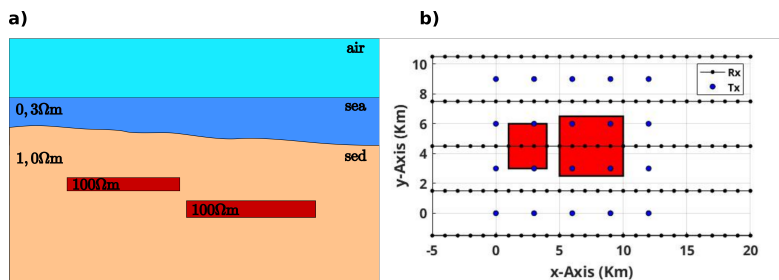 a)
air
0, 3Ωm
sea
1, 0Ωm
sed
100Ωm
100Ωm
b)
10
8
6
4
2
0
y-Axis (Km)
Rx
Tx
-5
0
5
10
15
20
x-Axis (Km)